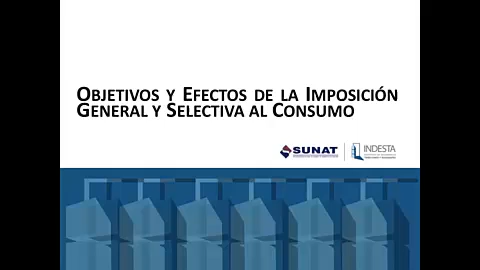 OBJETIVOS Y EFECTOS DE LA IMPOSICIÓN
GENERAL Y SELECTIVA AL CONSUMO
SUNAT
INDESTA